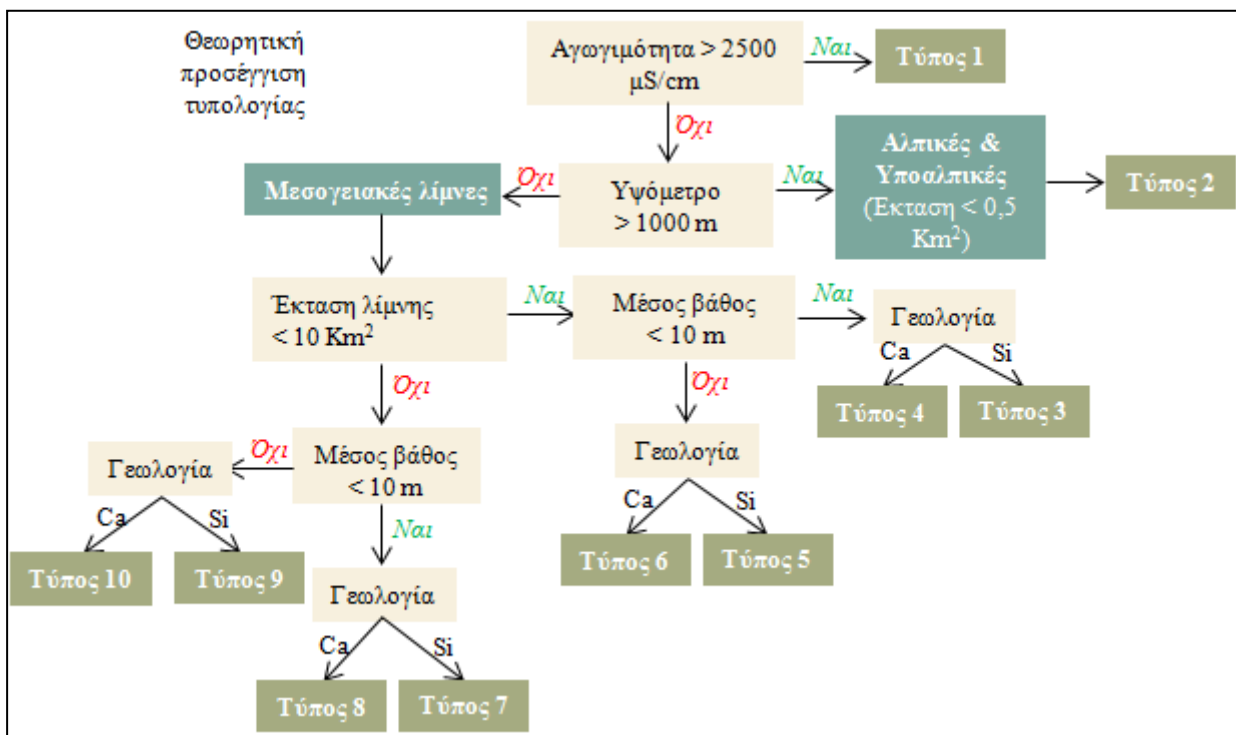 Θεωρητική
προσέγγιση
τυπολογίας
Αγωγιμότητα > 2500
μS/cm
Ναι
Τύπος 1
Όχι
Μεσογειακές λίμνες
Όχι
Υψόμετρο
> 1000 m
Ναι
Αλπικές &
Υποαλπικές
(Έκταση < 0,5
Km²)
Τύπος 2
Έκταση λίμνης
< 10 Km²
Ναι
Μέσος βάθος
< 10 m
Ναι
Γεωλογία
Ca
Si
Τύπος 4
Τύπος 3
Όχι
Όχι
Γεωλογία
Όχι
Μέσος βάθος
< 10 m
Γεωλογία
Ca
Si
Ca
Si
Τύπος 10
Τύπος 9
Ναι
Τύπος 6
Τύπος 5
Γεωλογία
Ca
Si
Τύπος 8
Τύπος 7